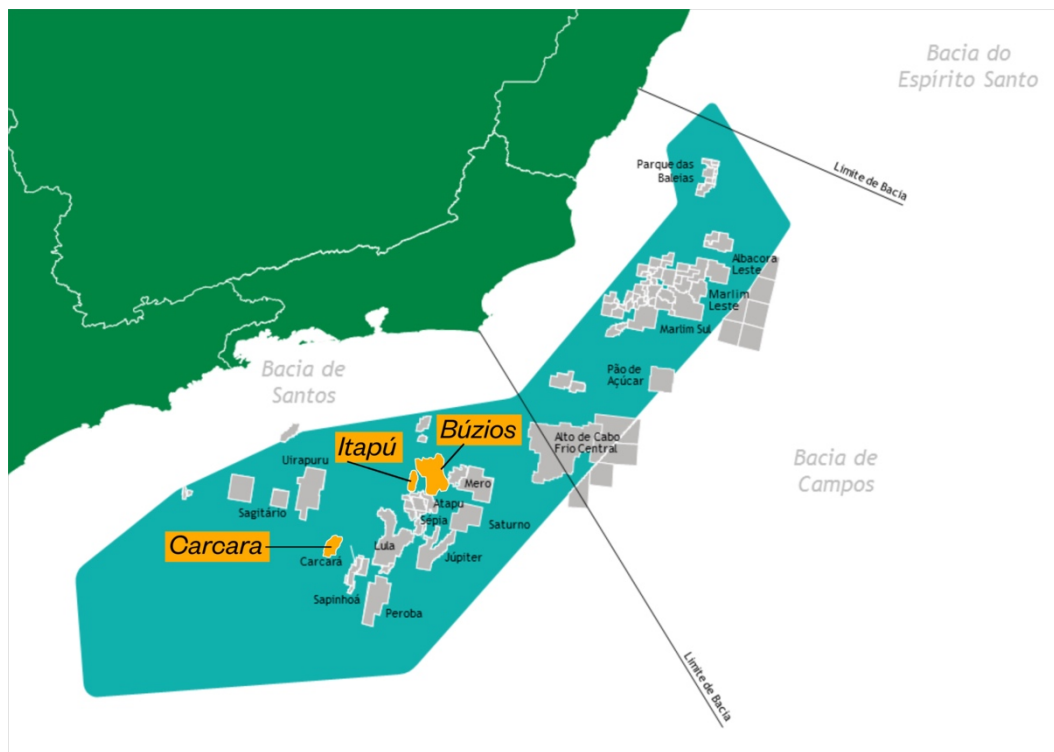 Bacia do
Espírito Santo
Parque das
Baleias
Limite de Bacia
Albacora
Leste
Marlim
Leste
Marlim Sul
Bacia de
Santos
Pão de
Açúcar
Búzios
Itapú
Alto de Cabo
Frio Central
Uirapuru
Bacia de
Campos
Mero
Sagitário
Atapu
Sépia
Saturno
Carcara
Lula
Carcará
Júpiter
Sapinhoá
Peroba
Limite de Bacia